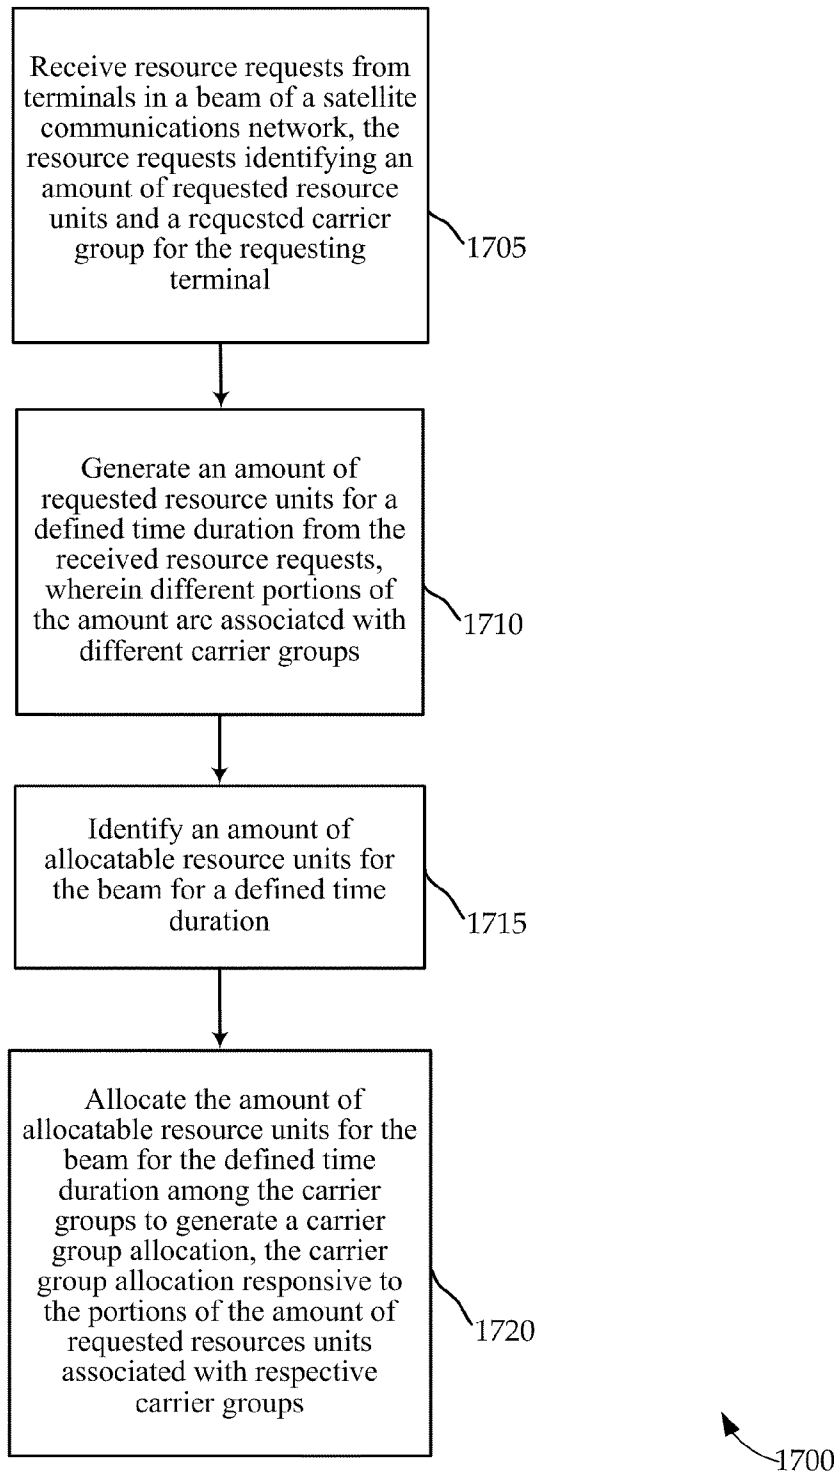 Receive resource requests from
terminals in a beam of a satellite
communications network, the
resource requests identifying an
amount of requested resource
units and a requested carrier
group for the requesting
terminal
1705
Generate an amount of
requested resource units for a
defined time duration from the
received resource requests,
wherein different portions of
the amount are associated with
different carrier groups
1710
Identify an amount of
allocatable resource units for
the beam for a defined time
duration
1715
Allocate the amount of
allocatable resource units for the
beam for the defined time
duration among the carrier
groups to generate a carrier
group allocation, the carrier
group allocation responsive to
the portions of the amount of
requested resources units
associated with respective
carrier groups
1720
1700